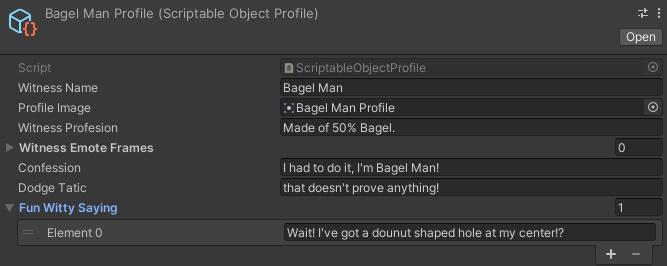 Bagel Man Profile (Scriptable Object Profile)
Open
Script ScriptableObjectProfile
Witness Name Bagel Man
Profile Image Bagel Man Profile
Witness Profesion Made of 50% Bagel.
Witness Emote Frames 0
Confession I had to do it, I'm Bagel Man!
Dodge Tatic that doesn't prove anything!
Fun Witty Saying 1
Element 0 Wait! I've got a dounut shaped hole at my center!?
+ −